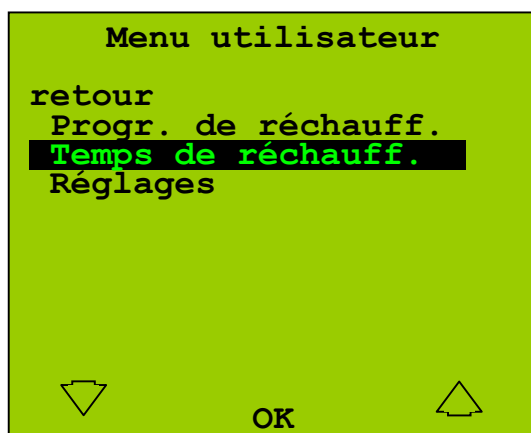 Menu utilisateur
retour
Progr. de réchauff.
Temps de réchauff.
Réglages
OK